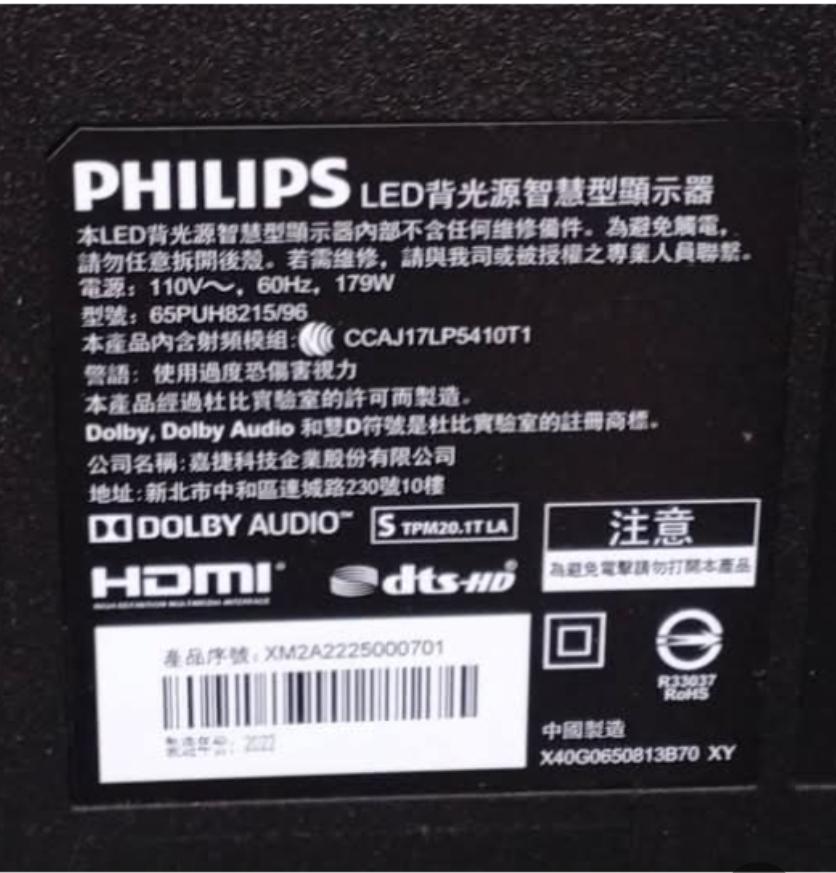 PHILIPS LED背光源智慧型顯示器
本LED背光源智慧型顯示器內部不含任何維修備件。為避免觸電，
請勿任意拆開後殼。若需維修，請與我司或被授權之專業人員聯繫。
電源：110V～，60Hz，179W
型號：65PUH8215/96
本產品內含射頻模組: CCAJ17LP5410T1
警語：使用過度恐傷害視力
本產品經過杜比實驗室的許可而製造。
Dolby, Dolby Audio 和雙D符號是杜比實驗室的註冊商標。
公司名稱:嘉捷科技企業股份有限公司
地址:新北市中和區連城路230號10樓
DOLBY AUDIO™ S TPM20.1T LA
注意
為避免電擊請勿打開本產品
HDMI® dts-HD®
HIGH-DEFINITION MULTIMEDIA INTERFACE
產品序號：XM2A2225000701
製造年份：2022
R33037
RoHS
中國製造
X40G0650813B70 XY